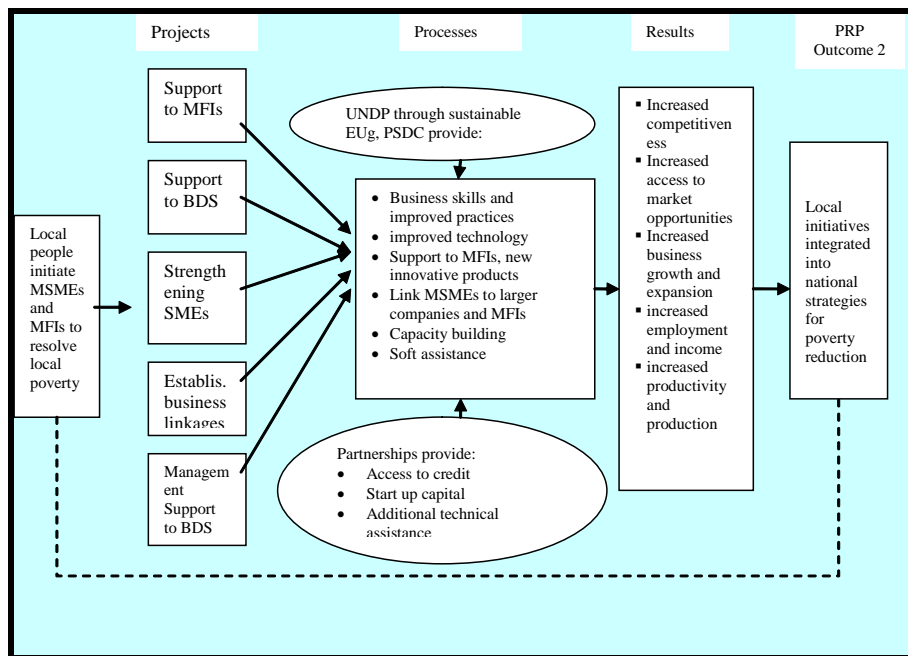 Projects
Processes
Results
PRP
Outcome 2
Local
people
initiate
MSMEs
and
MFIs to
resolve
local
poverty
Support
to MFIs
Support
to BDS
Strength
ening
SMEs
Establis.
business
linkages
Managem
ent
Support
to BDS
UNDP through sustainable
EUg, PSDC provide:
• Business skills and
improved practices
• improved technology
• Support to MFIs, new
innovative products
• Link MSMEs to larger
companies and MFIs
• Capacity building
• Soft assistance
Partnerships provide:
• Access to credit
• Start up capital
• Additional technical
assistance
▪ Increased
competitiven
ess
▪ Increased
access to
market
opportunities
▪ Increased
business
growth and
expansion
▪ increased
employment
and income
▪ increased
productivity
and
production
Local
initiatives
integrated
into
national
strategies
for
poverty
reduction